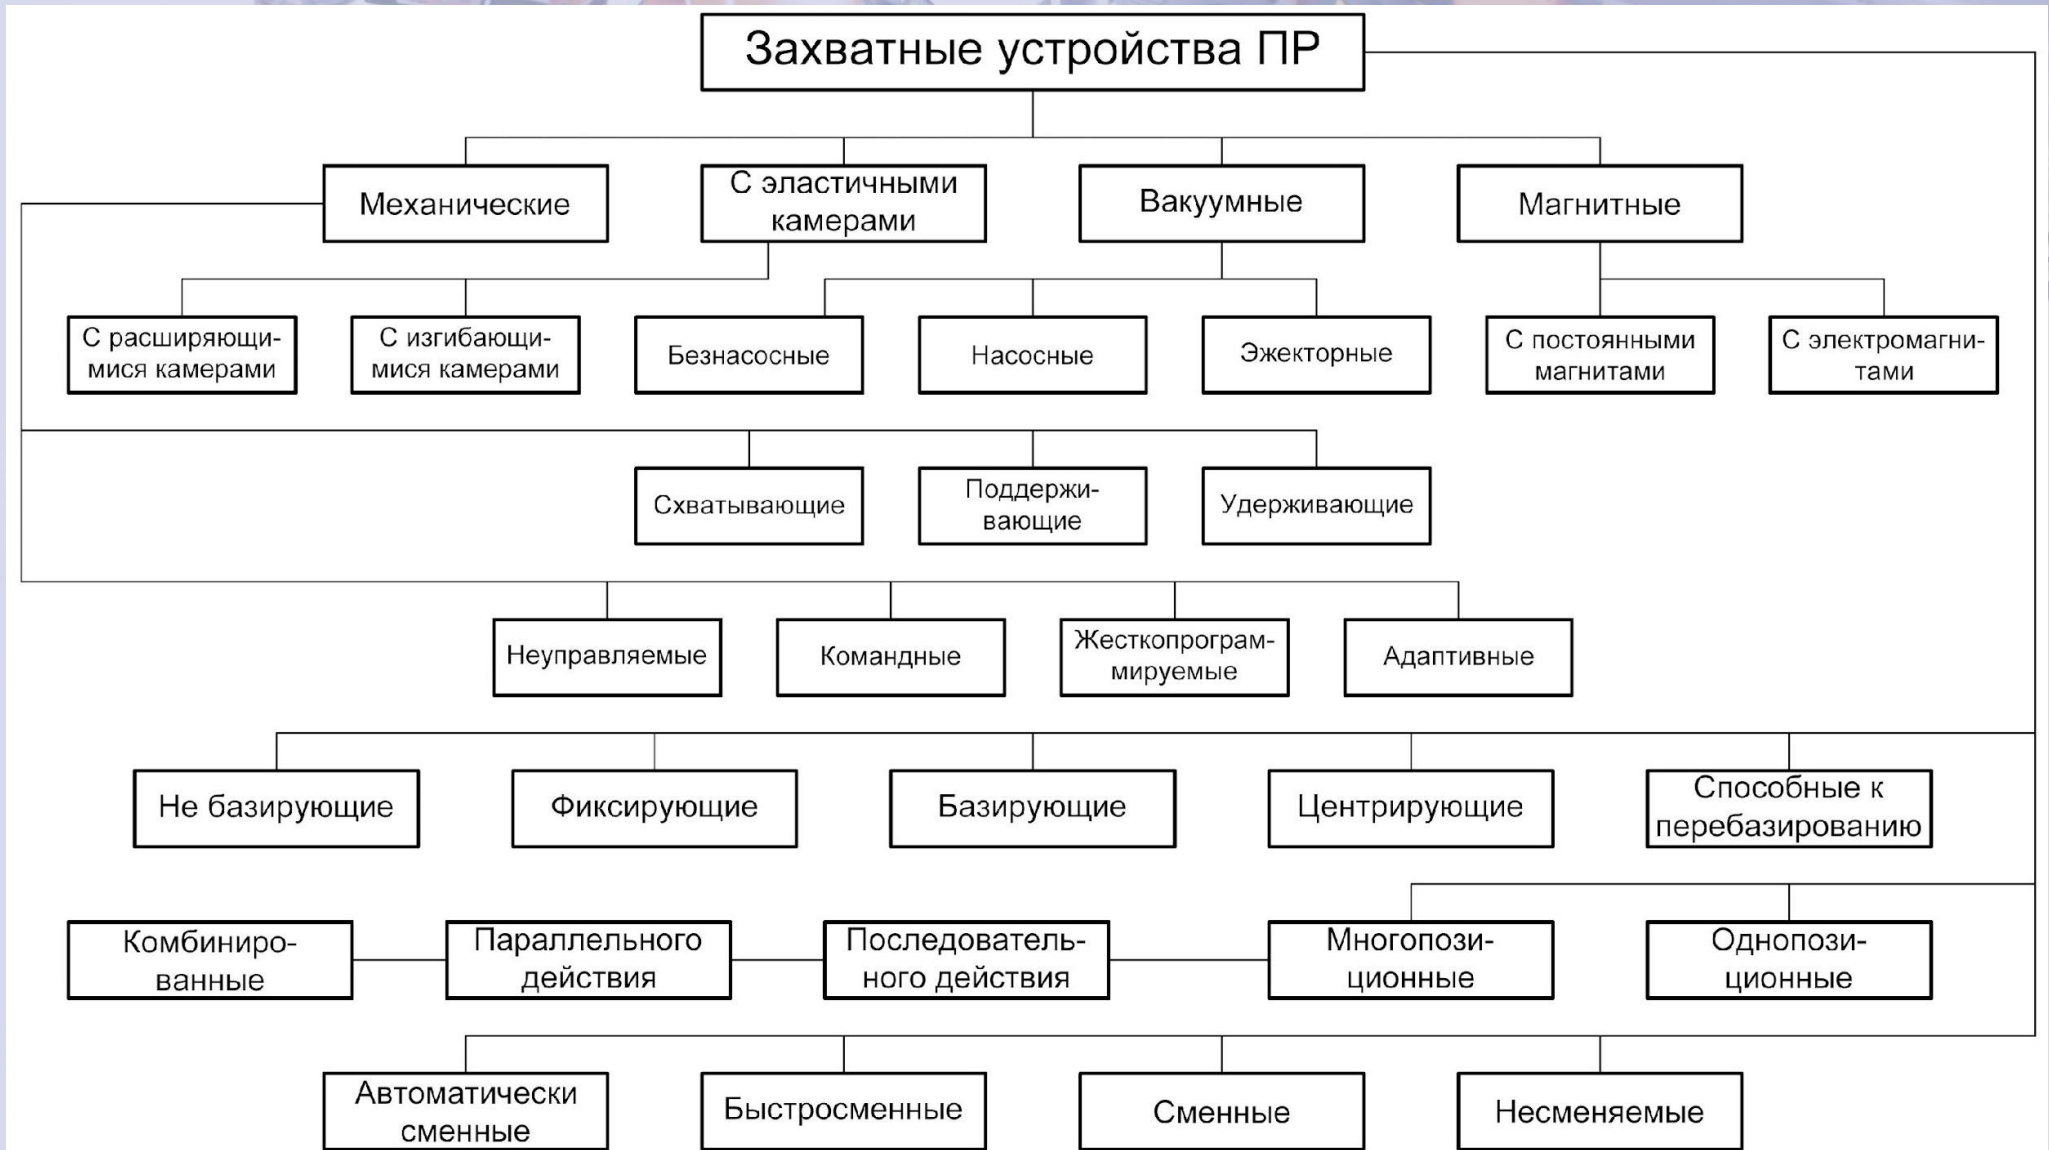 Захватные устройства ПР
Механические
С эластичными
камерами
Вакуумные
Магнитные
С расширяющи-
мися камерами
С изгибающи-
мися камерами
Безнасосные
Насосные
Эжекторные
С постоянными
магнитами
С электромагни-
тами
Схватывающие
Поддержи-
вающие
Удерживающие
Неуправляемые
Командные
Жесткопрограм-
мируемые
Адаптивные
Не базирующие
Фиксирующие
Базирующие
Центрирующие
Способные к
перебазированию
Комбиниро-
ванные
Параллельного
действия
Последователь-
ного действия
Многопози-
ционные
Однопози-
ционные
Автоматически
сменные
Быстросменные
Сменные
Несменяемые